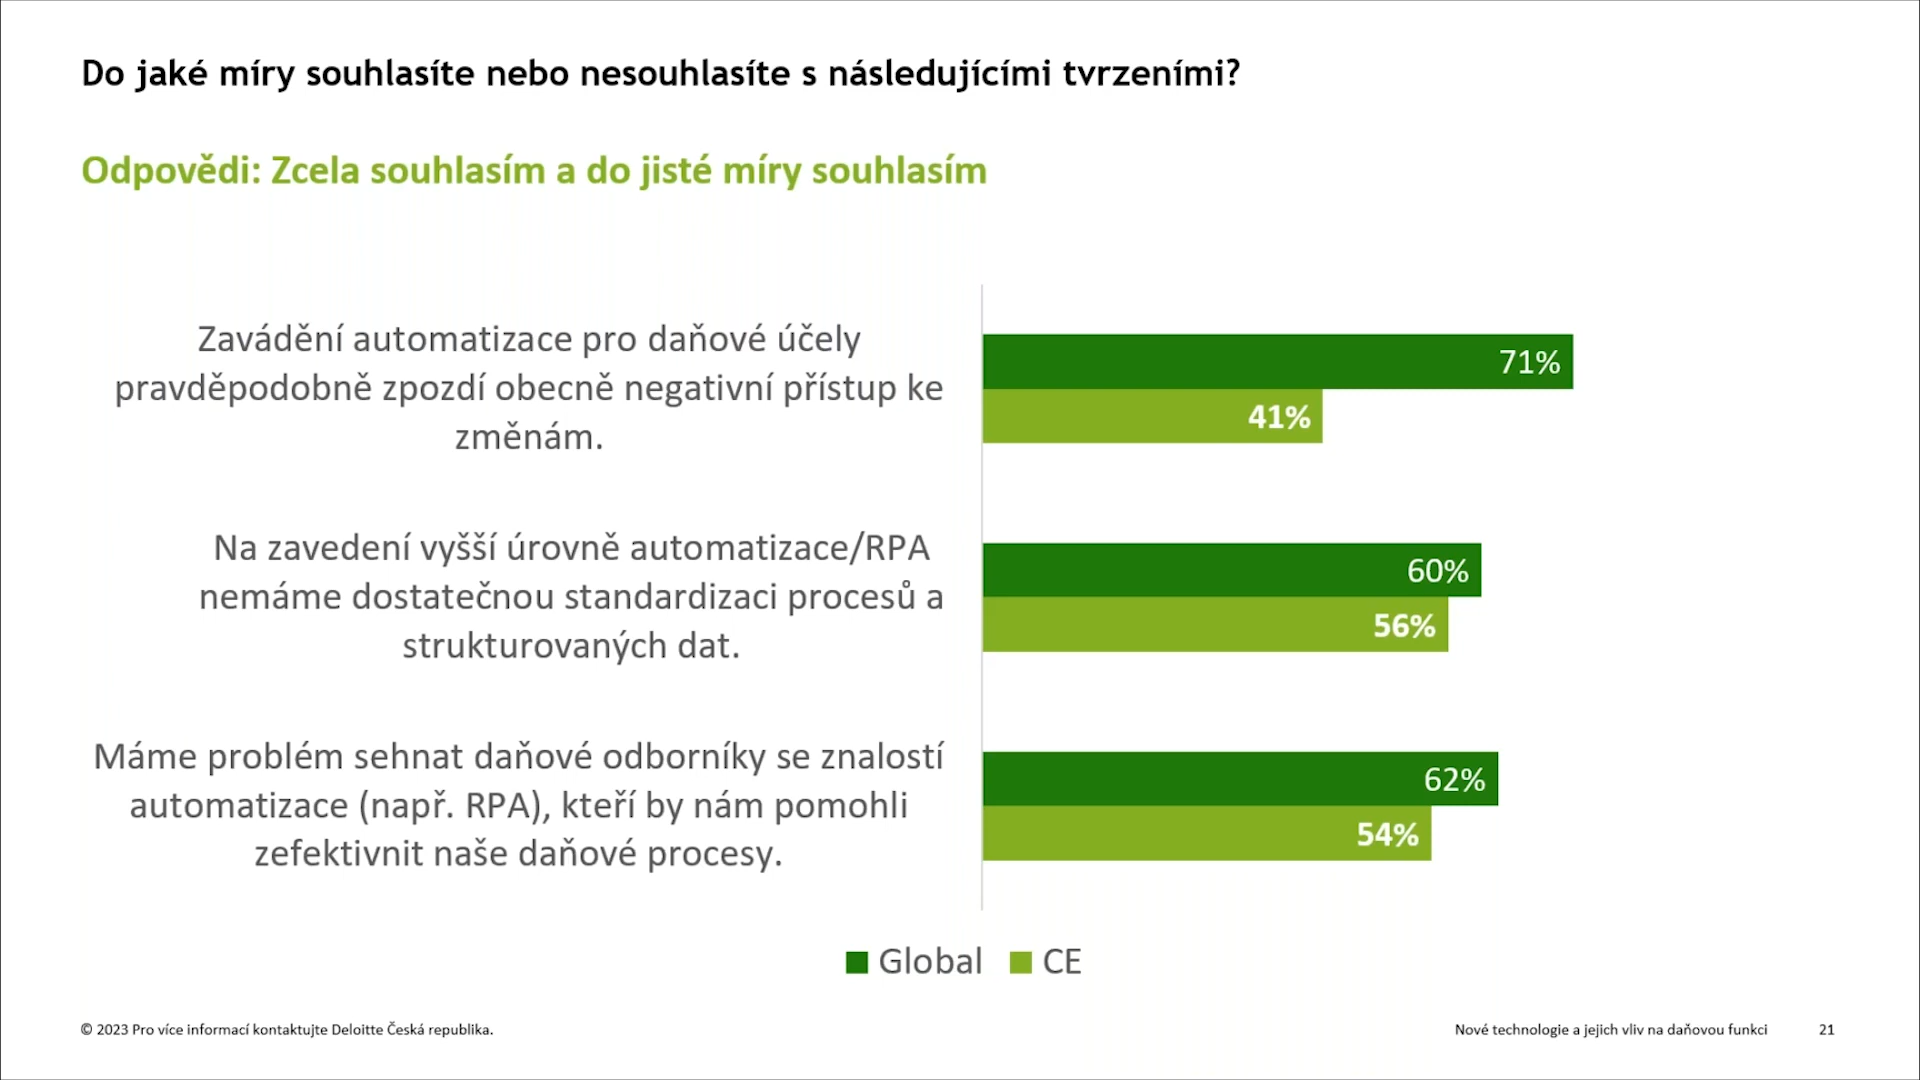 Do jaké míry souhlasíte nebo nesouhlasíte s následujícími tvrzeními?
Odpovědi: Zcela souhlasím a do jisté míry souhlasím
Zavádění automatizace pro daňové účely
pravděpodobně zpozdí obecně negativní přístup ke
změnám.
71%
41%
Na zavedení vyšší úrovně automatizace/RPA
nemáme dostatečnou standardizaci procesů a
strukturovaných dat.
60%
56%
Máme problém sehnat daňové odborníky se znalostí
automatizace (např. RPA), kteří by nám pomohli
zefektivnit naše daňové procesy.
62%
54%
Global CE
© 2023 Pro více informací kontaktujte Deloitte Česká republika.
Nové technologie a jejich vliv na daňovou funkci 21